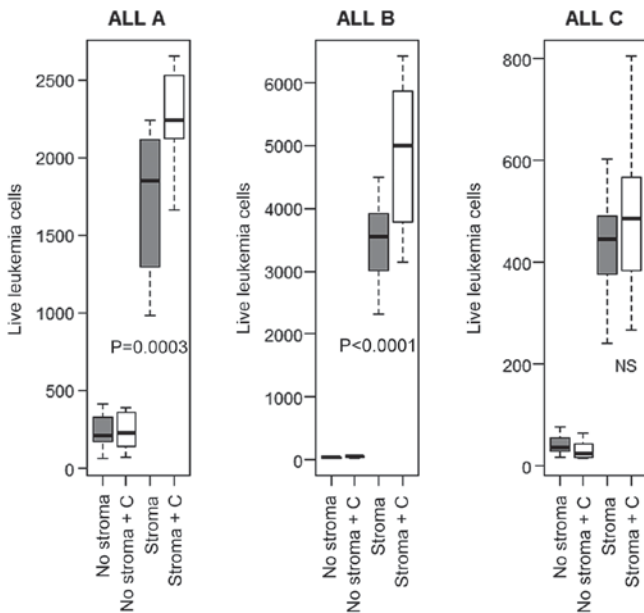 ALL A
Live leukemia cells
2500
2000
1500
1000
500
0
P=0.0003
No stroma
No stroma + C
Stroma
Stroma + C
ALL B
Live leukemia cells
6000
5000
4000
3000
2000
1000
0
P<0.0001
No stroma
No stroma + C
Stroma
Stroma + C
ALL C
Live leukemia cells
800
600
400
200
0
NS
No stroma
No stroma + C
Stroma
Stroma + C